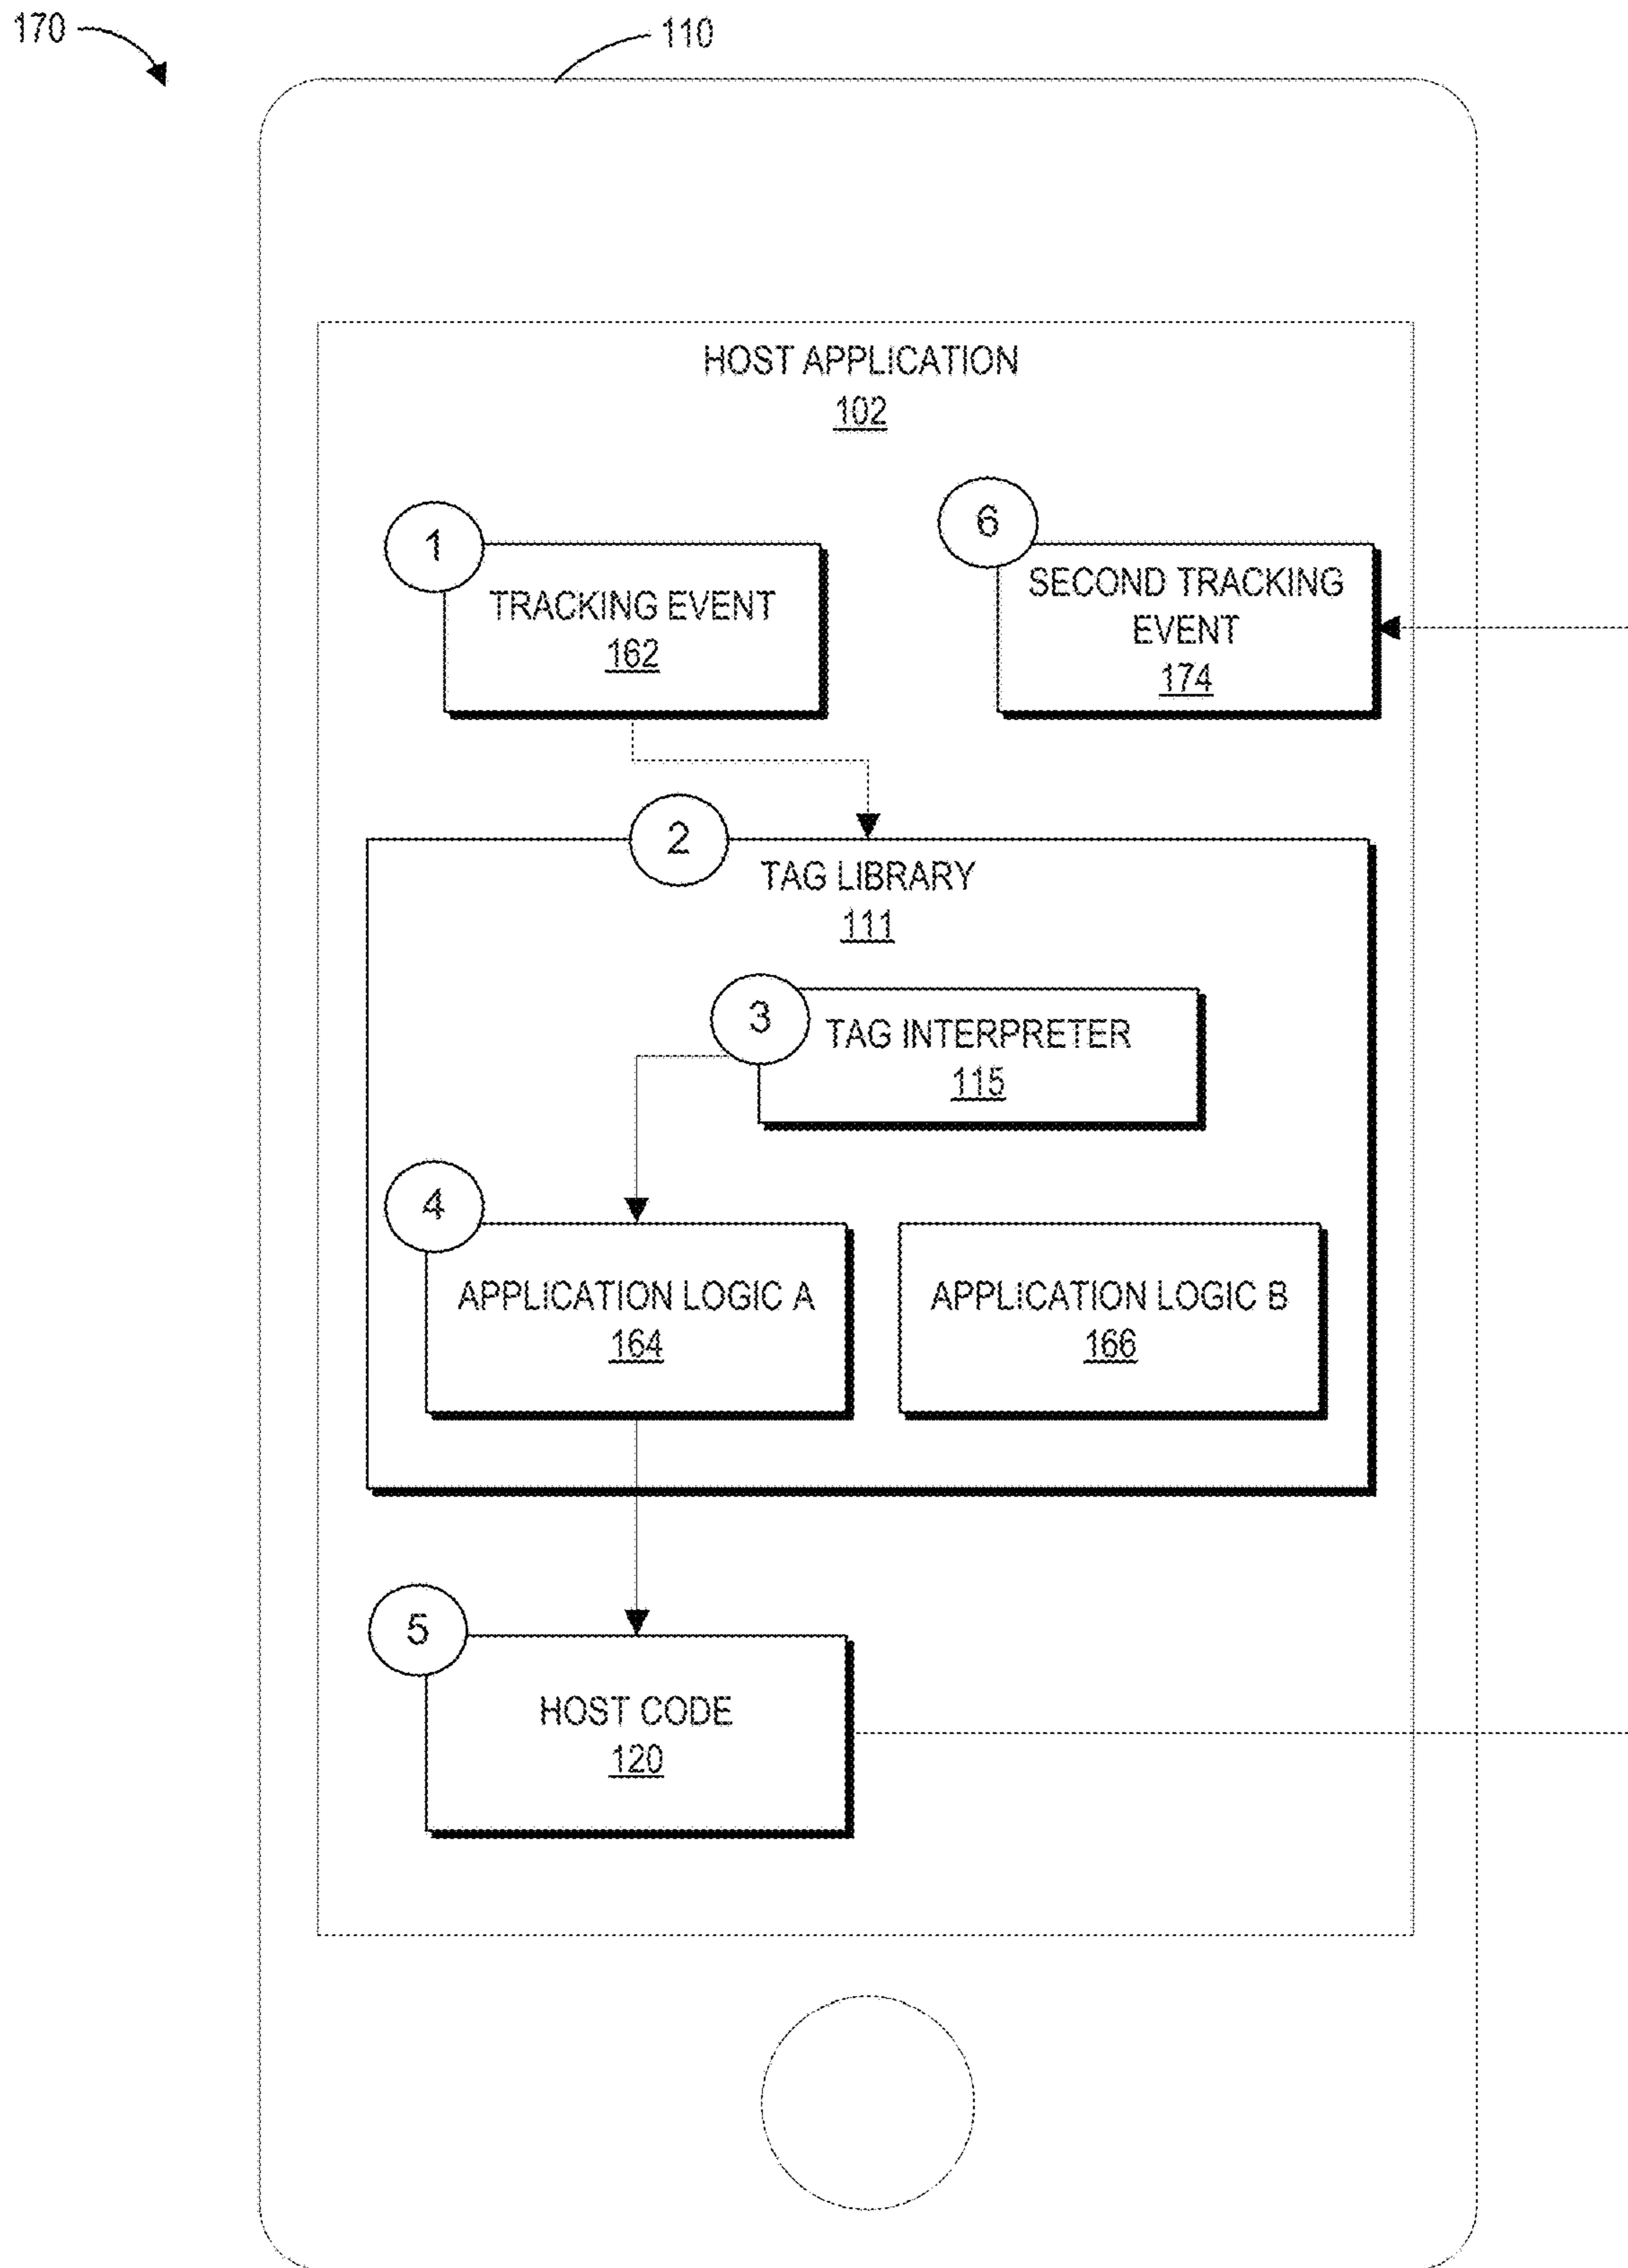 170
110
HOST APPLICATION
102
1
TRACKING EVENT
162
6
SECOND TRACKING
EVENT
174
2
TAG LIBRARY
111
3
TAG INTERPRETER
115
4
APPLICATION LOGIC A
164
APPLICATION LOGIC B
166
5
HOST CODE
120